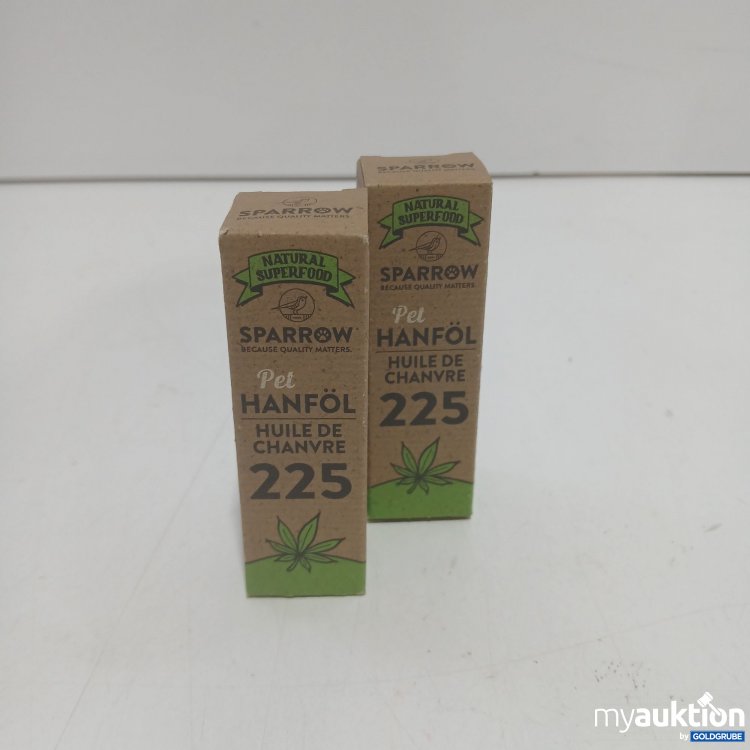 SPARROW
BECAUSE QUALITY MATTERS.
NATURAL
SUPERFOOD
SPARROW
BECAUSE QUALITY MATTERS.
Pet
HANFÖL
HUILE DE
CHANVRE
225
SPARROW
NATURAL
SUPERFOOD
SPARROW
BECAUSE QUALITY MATTERS.
Pet
HANFÖL
HUILE DE
CHANVRE
225
myauktion
by GOLDGRUBE